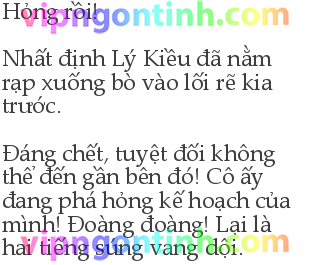 Hỏng rồi!
vipngontinh.com
Nhất định Lý Kiều đã nằm
rạp xuống bò vào lối rẽ kia
trước.
Đáng chết, tuyệt đối không
thể đến gần bên đó! Cô ấy
đang phá hỏng kế hoạch của
mình! Đoàng đoàng! Lại là
hai tiếng súng vang dội.
vipngontinh.com